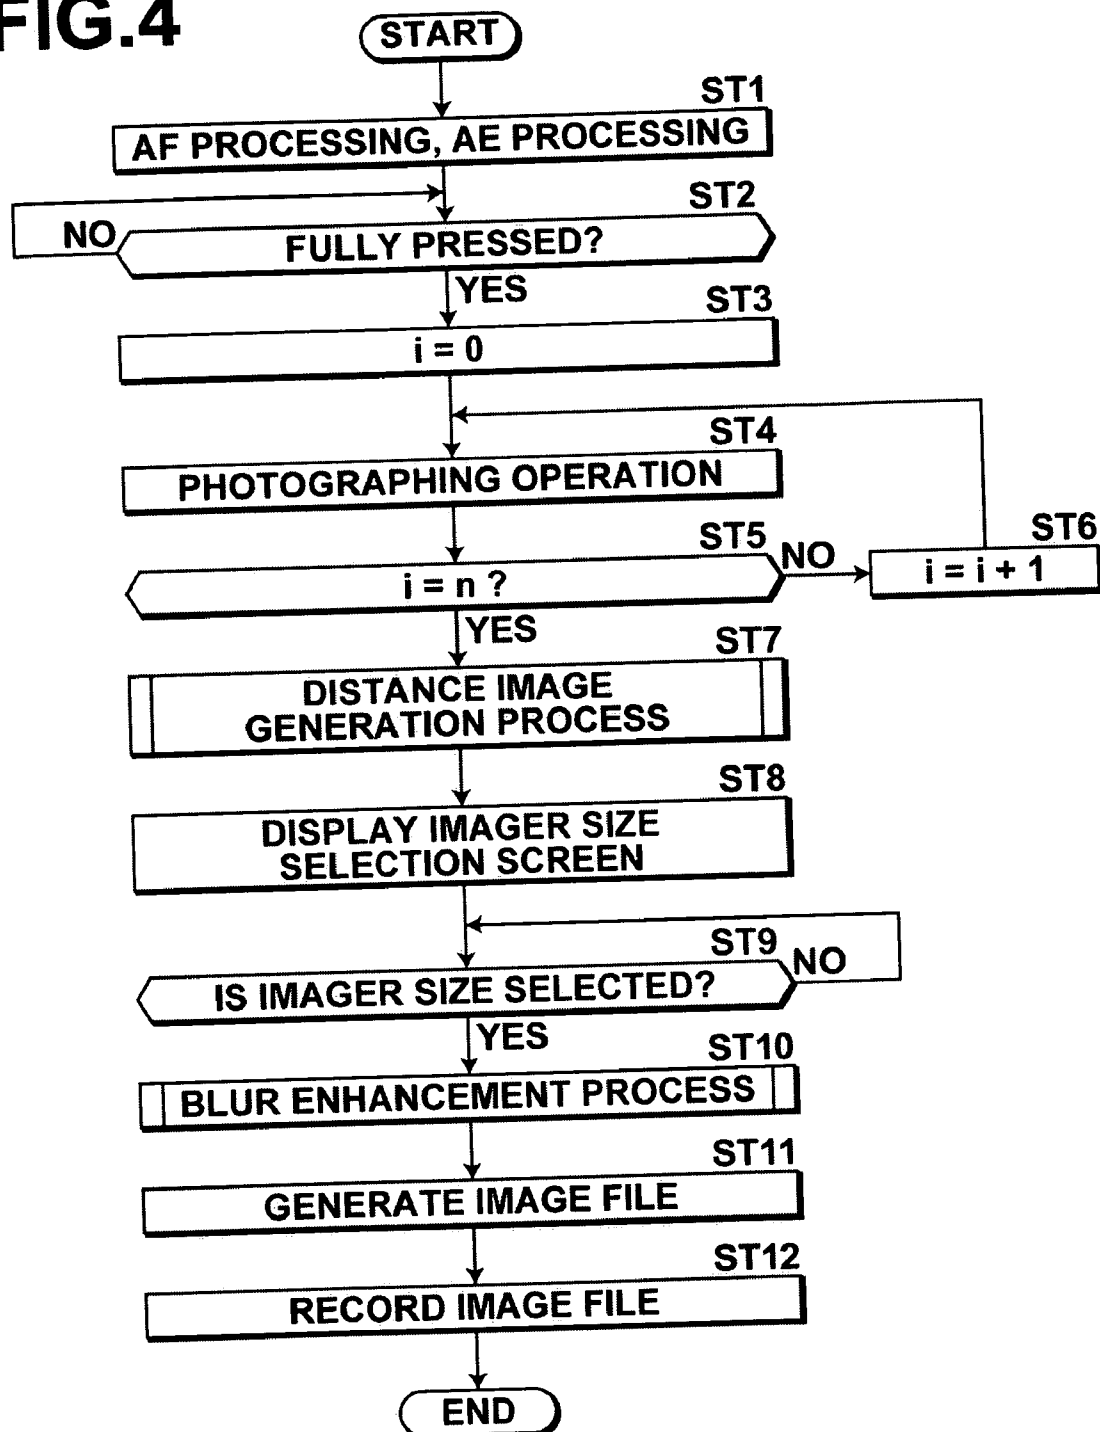 FIG.4
START
ST1
AF PROCESSING, AE PROCESSING
ST2
NO
FULLY PRESSED?
YES
ST3
i = 0
ST4
PHOTOGRAPHING OPERATION
ST5
NO
ST6
i = n ?
i = i + 1
YES
ST7
DISTANCE IMAGE
GENERATION PROCESS
ST8
DISPLAY IMAGER SIZE
SELECTION SCREEN
ST9
NO
IS IMAGER SIZE SELECTED?
YES
ST10
BLUR ENHANCEMENT PROCESS
ST11
GENERATE IMAGE FILE
ST12
RECORD IMAGE FILE
END